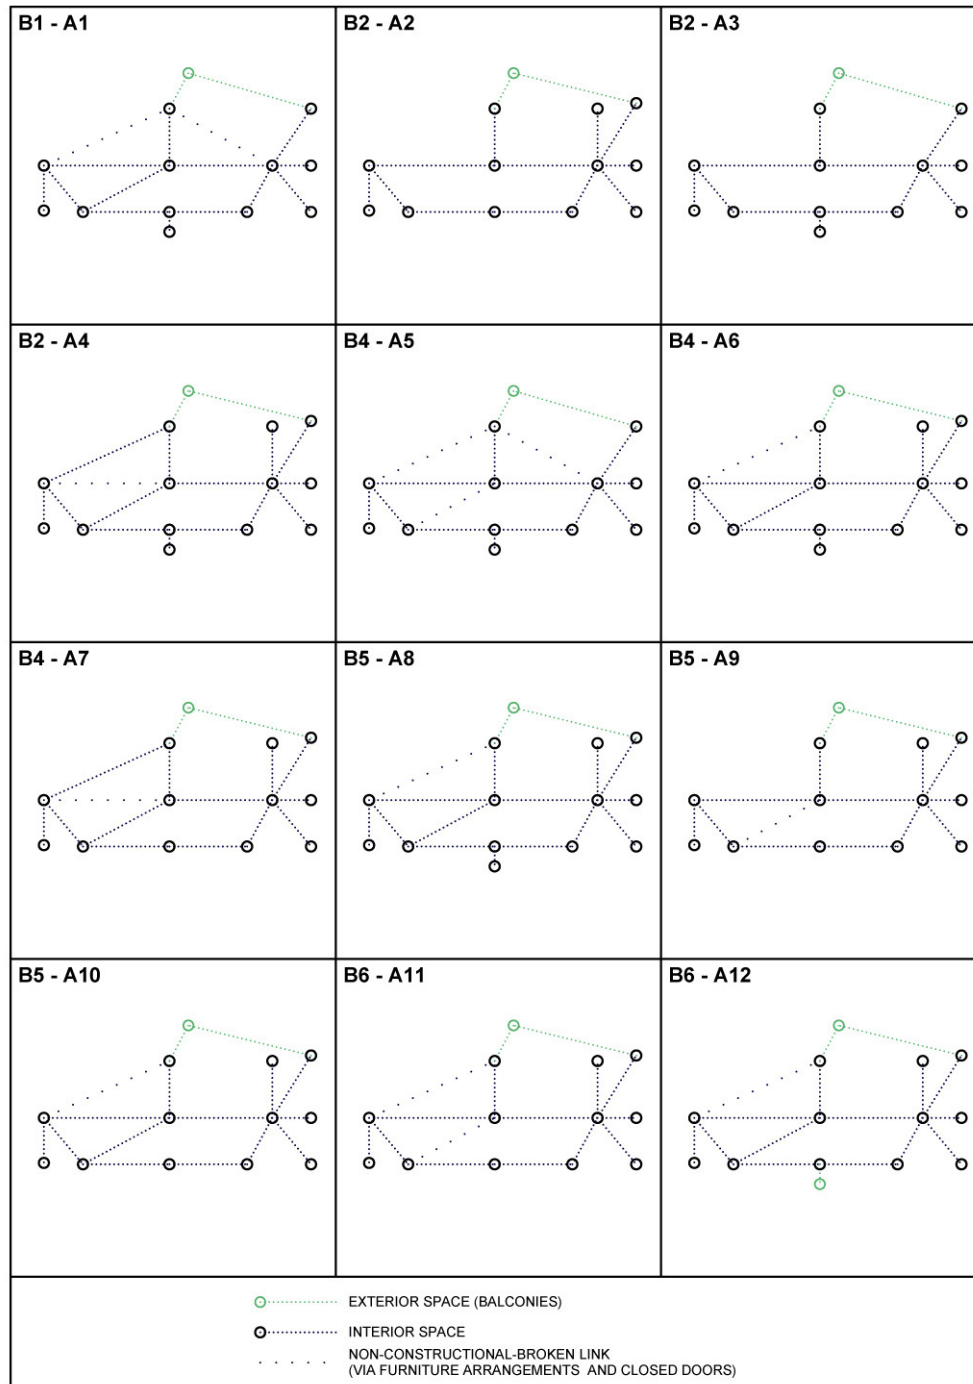 B1 - A1
B2 - A2
B2 - A3
B2 - A4
B4 - A5
B4 - A6
B4 - A7
B5 - A8
B5 - A9
B5 - A10
B6 - A11
B6 - A12
EXTERIOR SPACE (BALCONIES)
INTERIOR SPACE
NON-CONSTRUCTIONAL-BROKEN LINK
(VIA FURNITURE ARRANGEMENTS AND CLOSED DOORS)